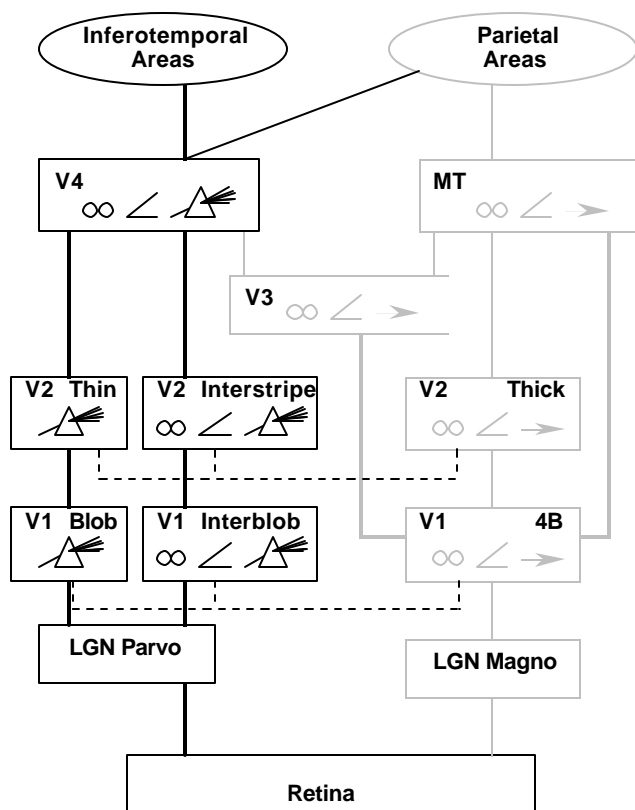 Inferotemporal
Areas
Parietal
Areas
V4
MT
V3
V2 Thin
V2 Interstripe
V2 Thick
V1 Blob
V1 Interblob
V1 4B
LGN Parvo
LGN Magno
Retina